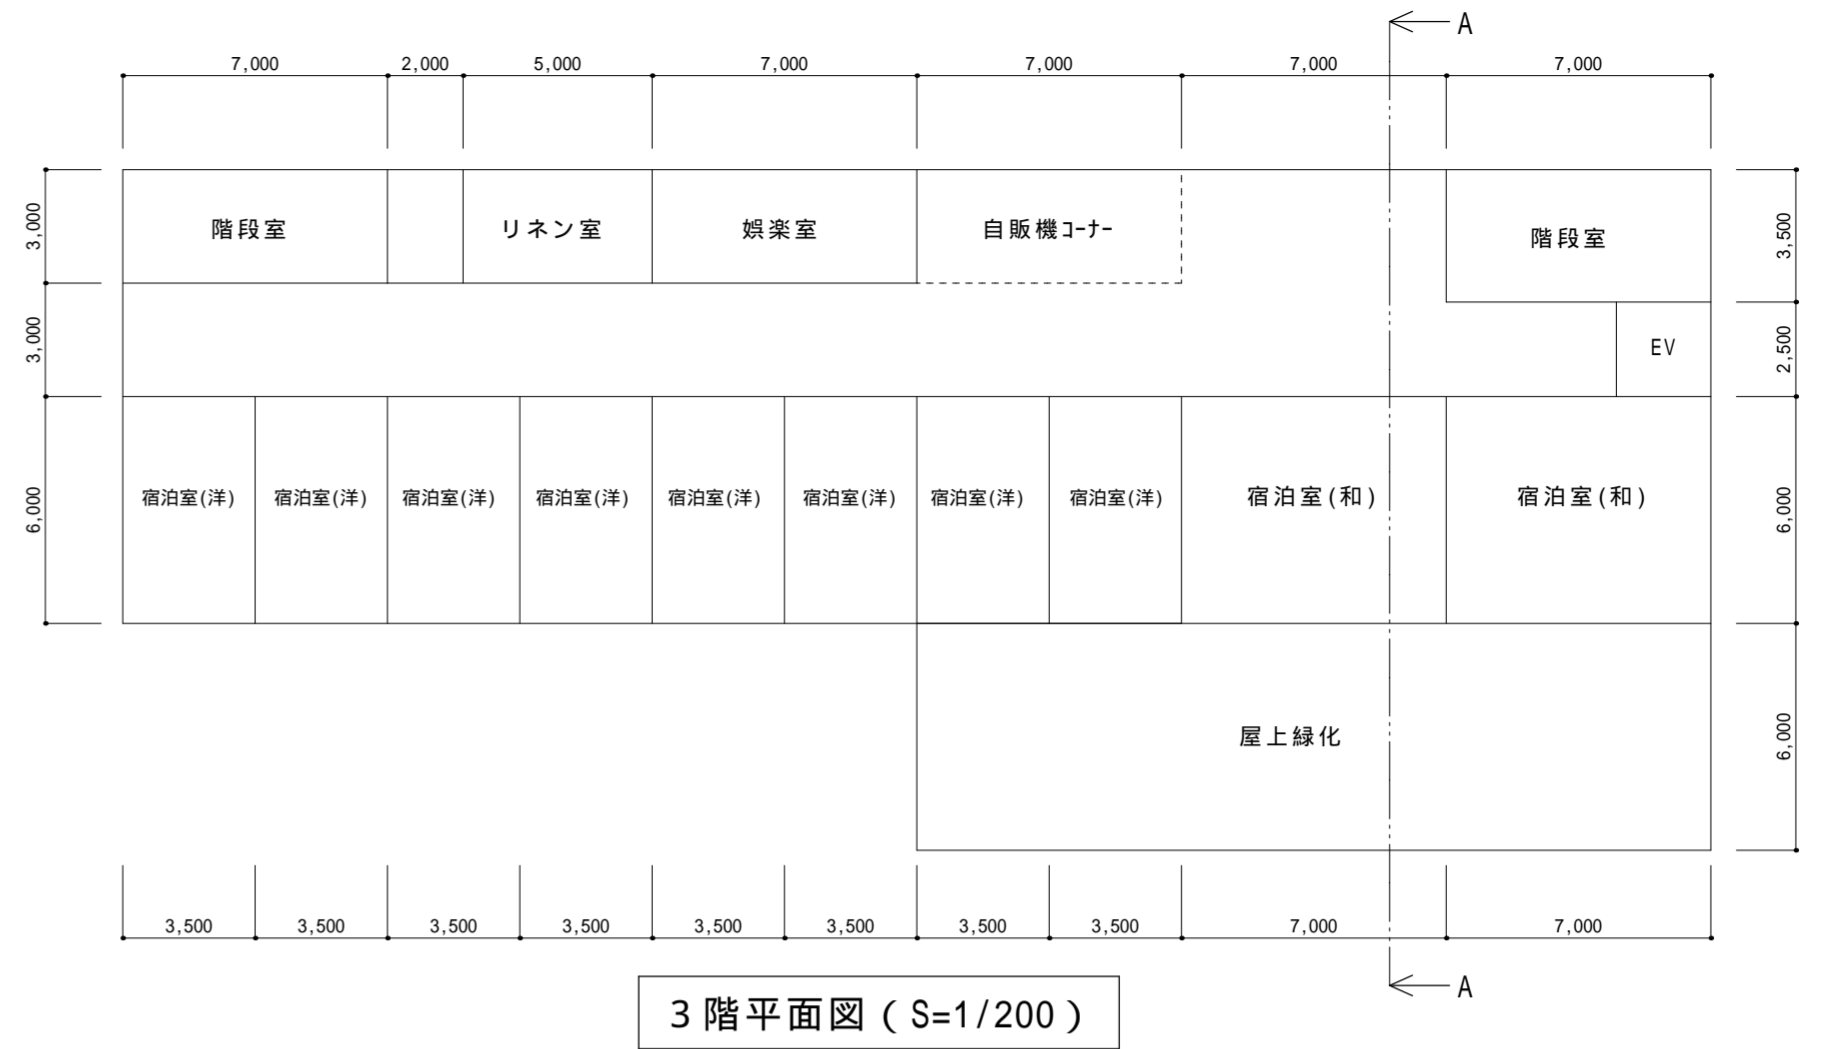 A
7,000 2,000 5,000 7,000 7,000 7,000 7,000
3,000
3,000
6,000
階段室 リネン室 娯楽室 自販機コーナー 階段室
EV
3,500
2,500
6,000
6,000
宿泊室(洋) 宿泊室(洋) 宿泊室(洋) 宿泊室(洋) 宿泊室(洋) 宿泊室(洋) 宿泊室(洋) 宿泊室(洋) 宿泊室(和) 宿泊室(和)
屋上緑化
3,500 3,500 3,500 3,500 3,500 3,500 3,500 3,500 7,000 7,000
A
3階平面図(S=1/200)